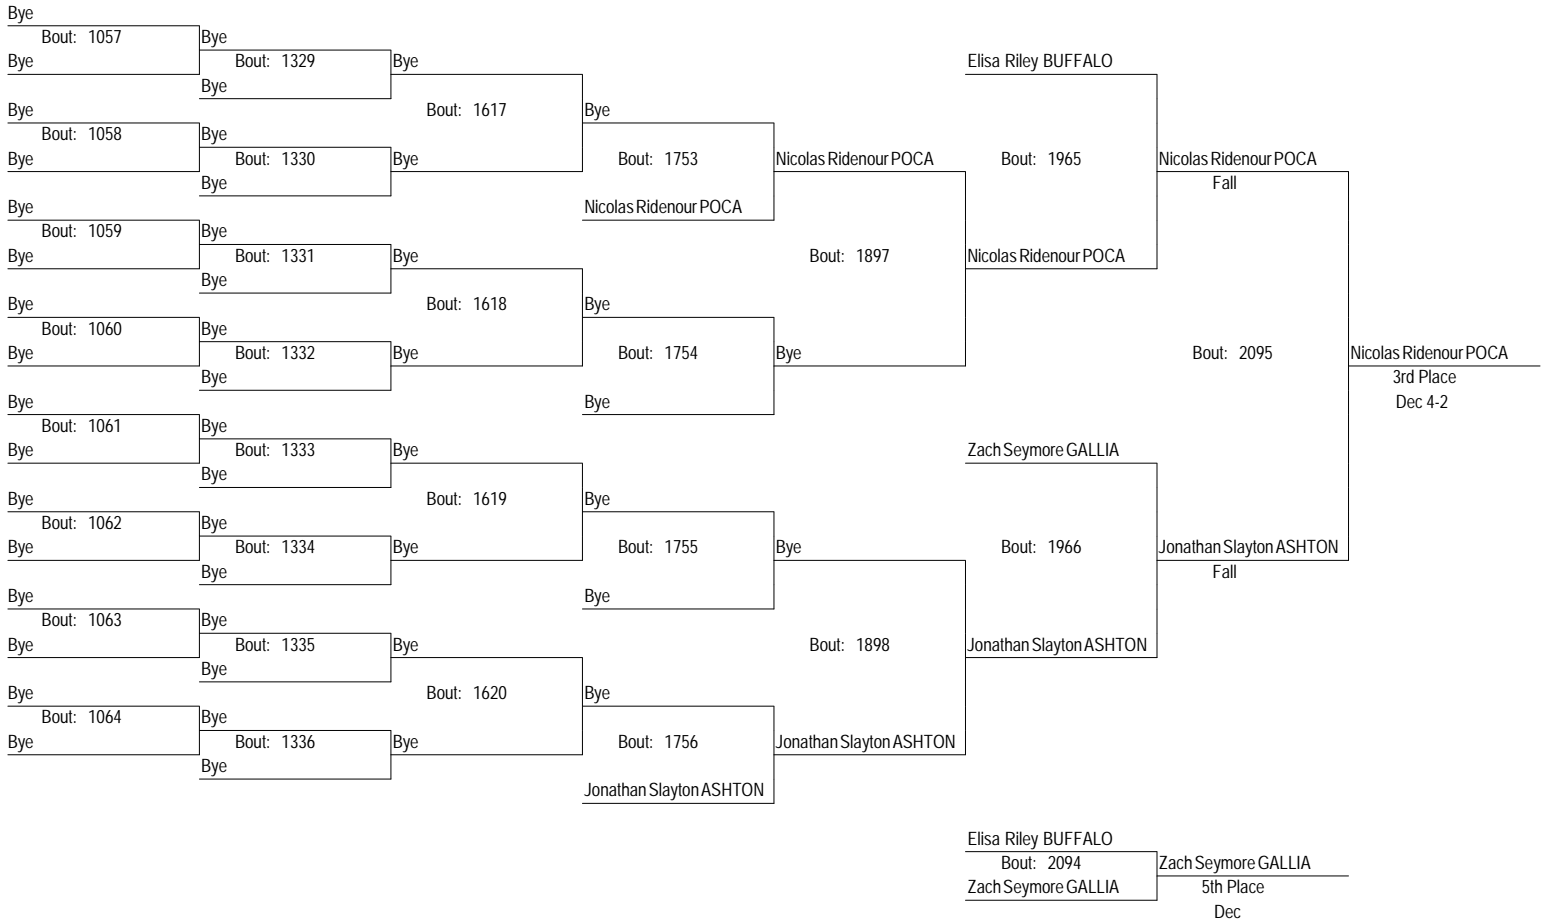 Bye
Bout: 1057
Bye
Bye
Bout: 1058
Bye
Bye
Bout: 1059
Bye
Bye
Bout: 1060
Bye
Bye
Bout: 1061
Bye
Bye
Bout: 1062
Bye
Bye
Bout: 1063
Bye
Bye
Bout: 1064
Bye
Bye
Bout: 1329
Bye
Bye
Bout: 1330
Bye
Bye
Bout: 1331
Bye
Bye
Bout: 1332
Bye
Bye
Bout: 1333
Bye
Bye
Bout: 1334
Bye
Bye
Bout: 1335
Bye
Bye
Bout: 1336
Bye
Bye
Bout: 1617
Bye
Bye
Bout: 1618
Bye
Bye
Bout: 1619
Bye
Bye
Bout: 1620
Bye
Bye
Bout: 1753
Nicolas Ridenour POCA
Bye
Bout: 1754
Bye
Bye
Bout: 1755
Bye
Bye
Bout: 1756
Jonathan Slayton ASHTON
Nicolas Ridenour POCA
Bout: 1897
Bye
Bye
Bout: 1898
Jonathan Slayton ASHTON
Elisa Riley BUFFALO
Bout: 1965
Nicolas Ridenour POCA
Zach Seymore GALLIA
Bout: 1966
Jonathan Slayton ASHTON
Nicolas Ridenour POCA
Fall
Bout: 2095
Jonathan Slayton ASHTON
Fall
Nicolas Ridenour POCA
3rd Place
Dec 4-2
Elisa Riley BUFFALO
Bout: 2094
Zach Seymore GALLIA
Zach Seymore GALLIA
5th Place
Dec